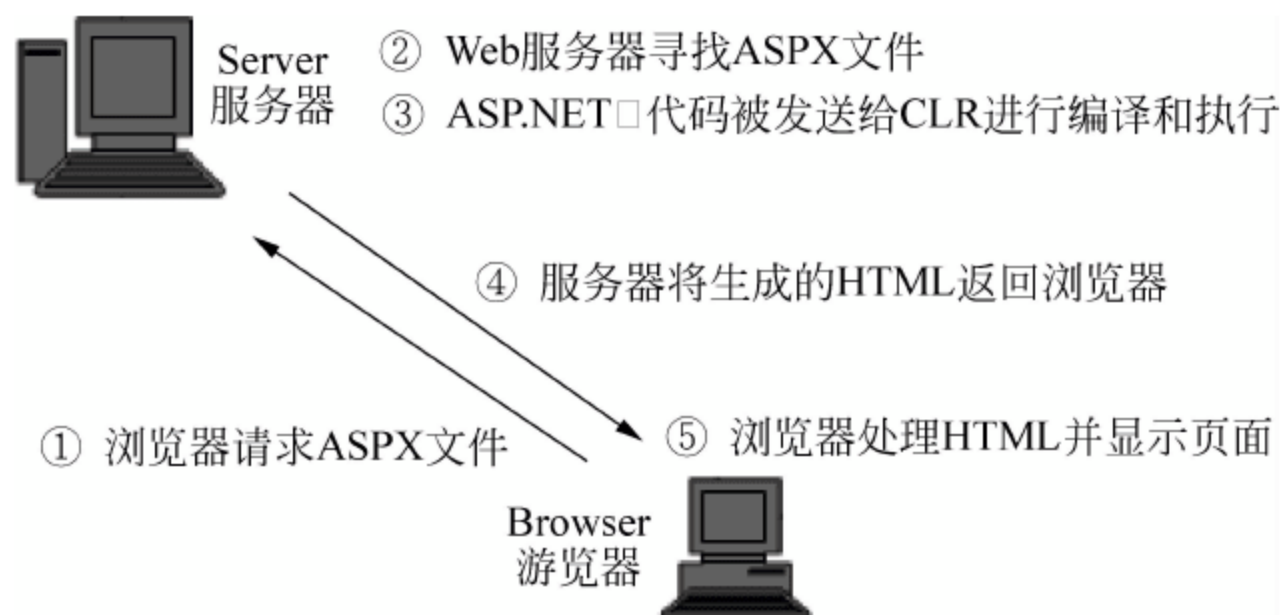 Server
服务器
② Web服务器寻找ASPX文件
③ ASP.NET□代码被发送给CLR进行编译和执行
④ 服务器将生成的HTML返回浏览器
① 浏览器请求ASPX文件
⑤ 浏览器处理HTML并显示页面
Browser
游览器